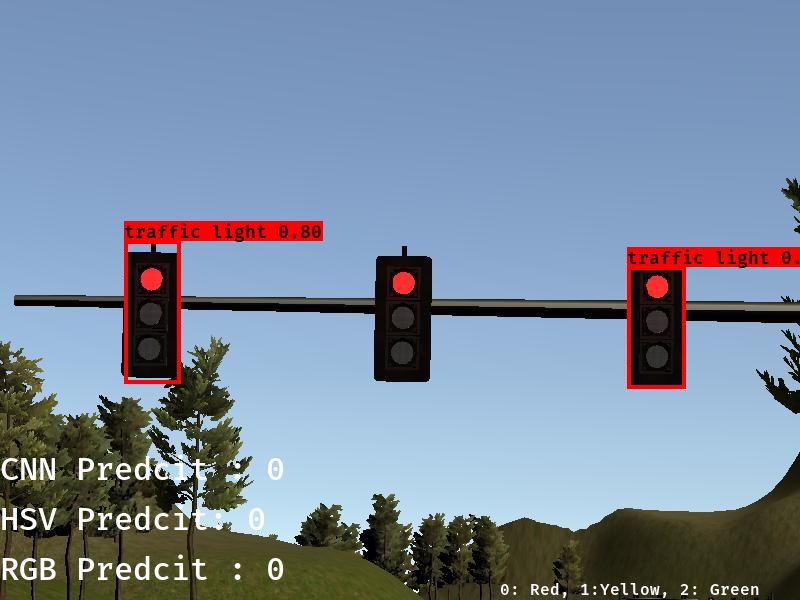 traffic light 0.80
traffic light 0.
CNN Predcit : 0
HSV Predcit: 0
RGB Predcit : 0
0: Red, 1:Yellow, 2: Green